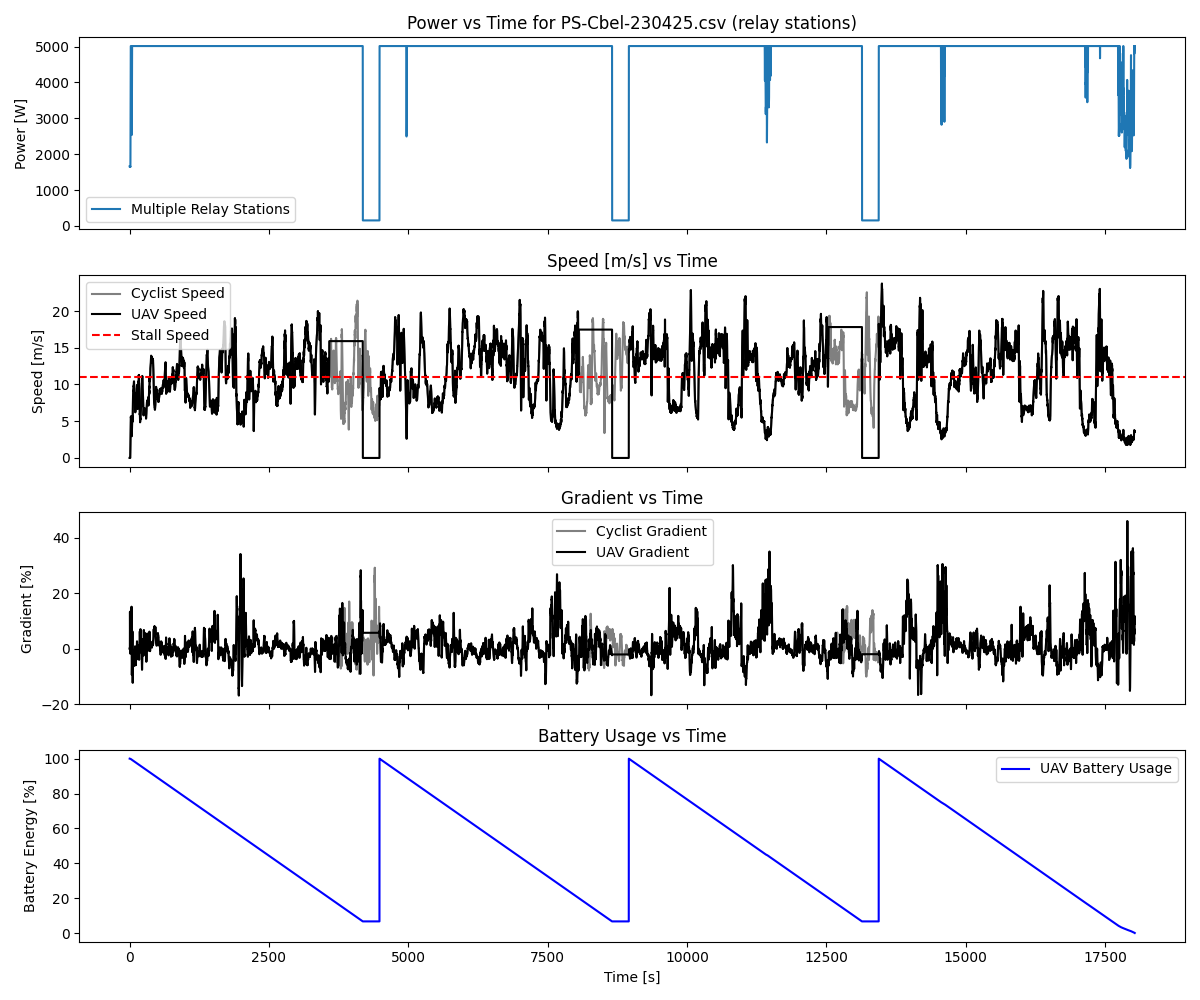 Power vs Time for PS-Cbel-230425.csv (relay stations)
5000
4000
3000
2000
1000
0
Power [W]
Multiple Relay Stations
Speed [m/s] vs Time
20
15
10
5
0
Speed [m/s]
Cyclist Speed
UAV Speed
Stall Speed
Gradient vs Time
40
20
0
−20
Gradient [%]
Cyclist Gradient
UAV Gradient
Battery Usage vs Time
100
80
60
40
20
0
Battery Energy [%]
UAV Battery Usage
0 2500 5000 7500 10000 12500 15000 17500
Time [s]